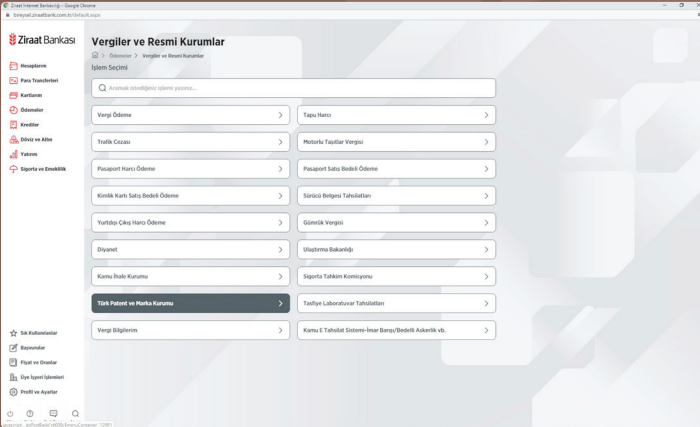 Ziraat İnternet Bankacılığı - Google Chrome
bireysel.ziraatbank.com.tr/default.aspx
Ziraat Bankası
Hesaplarım
Para Transferleri
Kartlarım
Ödemeler
Krediler
Döviz ve Altın
Yatırım
Sigorta ve Emeklilik
Vergiler ve Resmi Kurumlar
Ödemeler > Vergiler ve Resmi Kurumlar
İşlem Seçimi
Aramak istediğiniz işlemi yazınız...
Vergi Ödeme
Tapu Harcı
Trafik Cezası
Motorlu Taşıtlar Vergisi
Pasaport Harcı Ödeme
Pasaport Satış Bedeli Ödeme
Kimlik Kartı Satış Bedeli Ödeme
Sürücü Belgesi Tahsilatları
Yurtdışı Çıkış Harcı Ödeme
Gümrük Vergisi
Diyanet
Ulaştırma Bakanlığı
Kamu İhale Kurumu
Sigorta Tahkim Komisyonu
Türk Patent ve Marka Kurumu
Tasfiye Laboratuvar Tahsilatları
Vergi Bilgilerim
Kamu E Tahsilat Sistemi-İmar Barışı/Bedelli Askerlik vb.
Sık Kullanılanlar
Başvurular
Fiyat ve Oranlar
Üye İşyeri İşlemleri
Profil ve Ayarlar